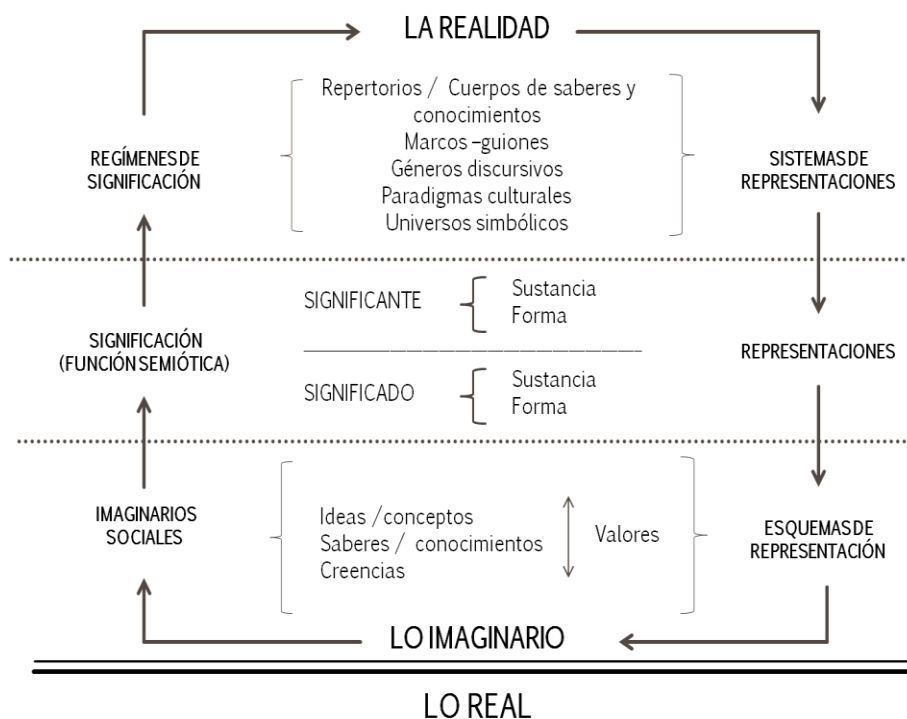 LA REALIDAD
Repertorios / Cuerpos de saberes y
conocimientos
Marcos –guiones
Géneros discursivos
Paradigmas culturales
Universos simbólicos
REGÍMENES DE
SIGNIFICACIÓN
SISTEMAS DE
REPRESENTACIONES
SIGNIFICANTE
Sustancia
Forma
SIGNIFICACIÓN
(FUNCIÓN SEMIÓTICA)
REPRESENTACIONES
SIGNIFICADO
Sustancia
Forma
IMAGINARIOS
SOCIALES
Ideas /conceptos
Saberes / conocimientos
Creencias
Valores
ESQUEMAS DE
REPRESENTACIÓN
LO IMAGINARIO
LO REAL